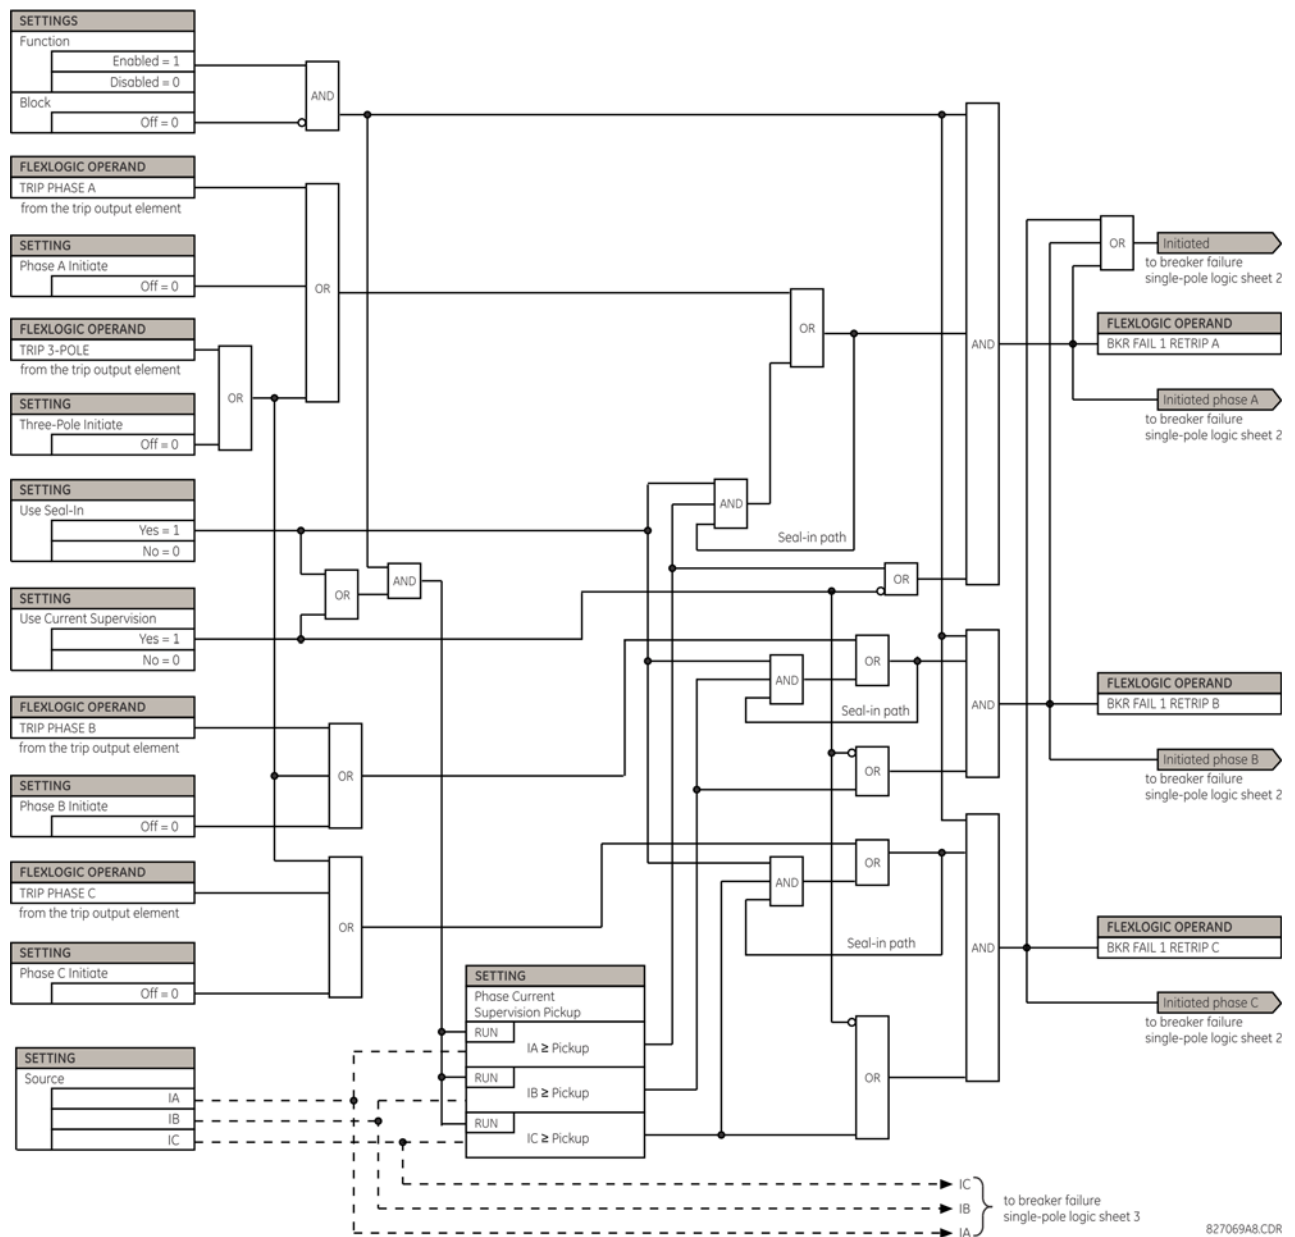 SETTINGS
Function
Enabled = 1
Disabled = 0
Block
Off = 0
AND
FLEXLOGIC OPERAND
TRIP PHASE A
from the trip output element
SETTING
Phase A Initiate
Off = 0
OR
FLEXLOGIC OPERAND
TRIP 3-POLE
from the trip output element
OR
SETTING
Three-Pole Initiate
Off = 0
SETTING
Use Seal-In
Yes = 1
No = 0
OR
AND
SETTING
Use Current Supervision
Yes = 1
No = 0
FLEXLOGIC OPERAND
TRIP PHASE B
from the trip output element
OR
SETTING
Phase B Initiate
Off = 0
FLEXLOGIC OPERAND
TRIP PHASE C
from the trip output element
OR
SETTING
Phase C Initiate
Off = 0
SETTING
Source
IA
IB
IC
SETTING
Phase Current
Supervision Pickup
RUN
IA ≥ Pickup
RUN
IB ≥ Pickup
RUN
IC ≥ Pickup
OR
AND
Seal-in path
OR
AND
OR
AND
Seal-in path
OR
AND
OR
AND
Seal-in path
OR
AND
OR
Initiated
to breaker failure
single-pole logic sheet 2
FLEXLOGIC OPERAND
BKR FAIL 1 RETRIP A
Initiated phase A
to breaker failure
single-pole logic sheet 2
FLEXLOGIC OPERAND
BKR FAIL 1 RETRIP B
Initiated phase B
to breaker failure
single-pole logic sheet 2
FLEXLOGIC OPERAND
BKR FAIL 1 RETRIP C
Initiated phase C
to breaker failure
single-pole logic sheet 2
IC
IB
IA
to breaker failure
single-pole logic sheet 3
827069A8.CDR